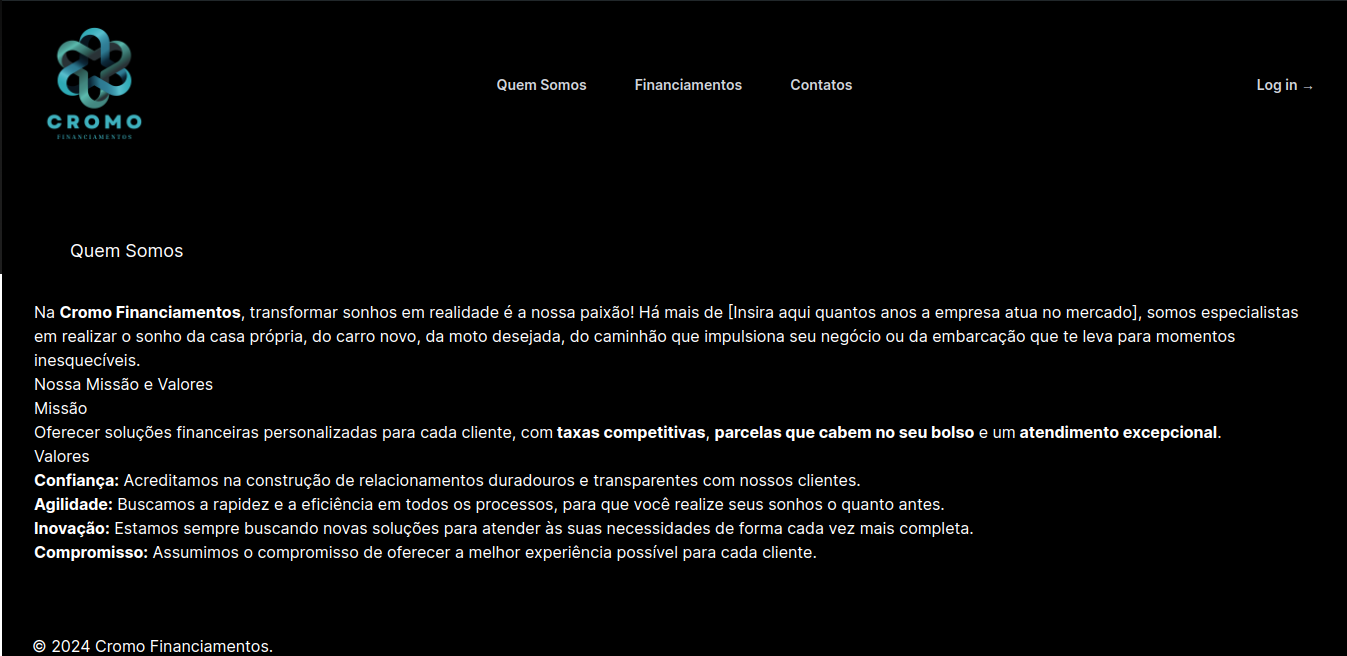 CROMO
FINANCIAMENTOS
Quem Somos
Financiamentos
Contatos
Log in →
Quem Somos
Na Cromo Financiamentos, transformar sonhos em realidade é a nossa paixão! Há mais de [Insira aqui quantos anos a empresa atua no mercado], somos especialistas
em realizar o sonho da casa própria, do carro novo, da moto desejada, do caminhão que impulsiona seu negócio ou da embarcação que te leva para momentos
inesquecíveis.
Nossa Missão e Valores
Missão
Oferecer soluções financeiras personalizadas para cada cliente, com taxas competitivas, parcelas que cabem no seu bolso e um atendimento excepcional.
Valores
Confiança: Acreditamos na construção de relacionamentos duradouros e transparentes com nossos clientes.
Agilidade: Buscamos a rapidez e a eficiência em todos os processos, para que você realize seus sonhos o quanto antes.
Inovação: Estamos sempre buscando novas soluções para atender às suas necessidades de forma cada vez mais completa.
Compromisso: Assumimos o compromisso de oferecer a melhor experiência possível para cada cliente.
© 2024 Cromo Financiamentos.